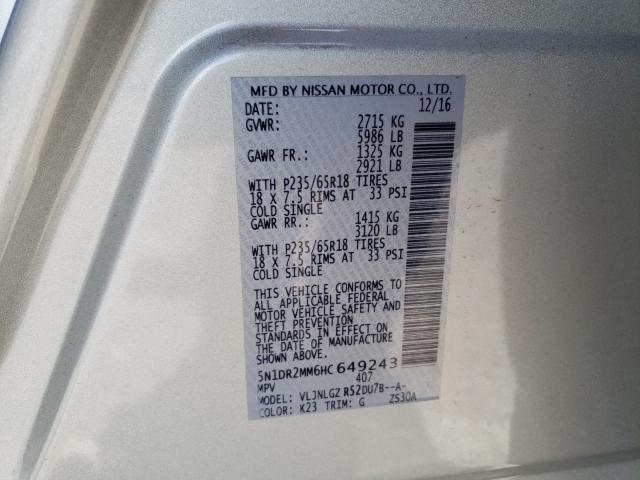 MFD BY NISSAN MOTOR CO., LTD.
DATE: 12/16
GVWR: 2715 KG
5986 LB
GAWR FR.: 1325 KG
2921 LB
WITH P235/65R18 TIRES
18 X 7.5 RIMS AT 33 PSI
COLD SINGLE
GAWR RR.: 1415 KG
3120 LB
WITH P235/65R18 TIRES
18 X 7.5 RIMS AT 33 PSI
COLD SINGLE
THIS VEHICLE CONFORMS TO
ALL APPLICABLE FEDERAL
MOTOR VEHICLE SAFETY AND
THEFT PREVENTION
STANDARDS IN EFFECT ON
THE DATE OF MANUFACTURE
SHOWN ABOVE.
5N1DR2MM6HC 649243
MPV 407
MODEL: VLJNLGZ R52DU7B--A-
COLOR: K23 TRIM: G ZS30A